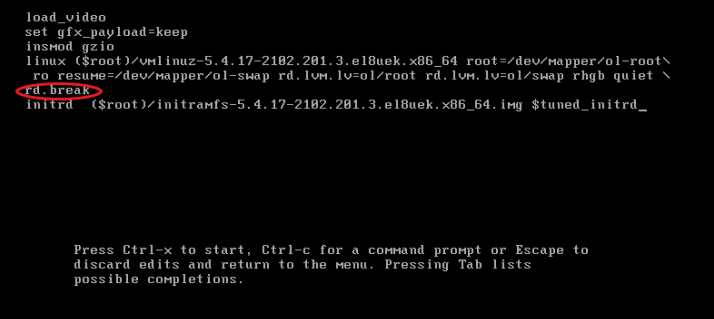 load_video
set gfx_payload=keep
insmod gzio
linux ($root)/vmlinuz-5.4.17-2102.201.3.el8uek.x86_64 root=/dev/mapper/ol-root\
ro resume=/dev/mapper/ol-swap rd.lvm.lv=ol/root rd.lvm.lv=ol/swap rhgb quiet \
rd.break
initrd  ($root)/initramfs-5.4.17-2102.201.3.el8uek.x86_64.img $tuned_initrd_
Press Ctrl-x to start, Ctrl-c for a command prompt or Escape to
discard edits and return to the menu. Pressing Tab lists
possible completions.